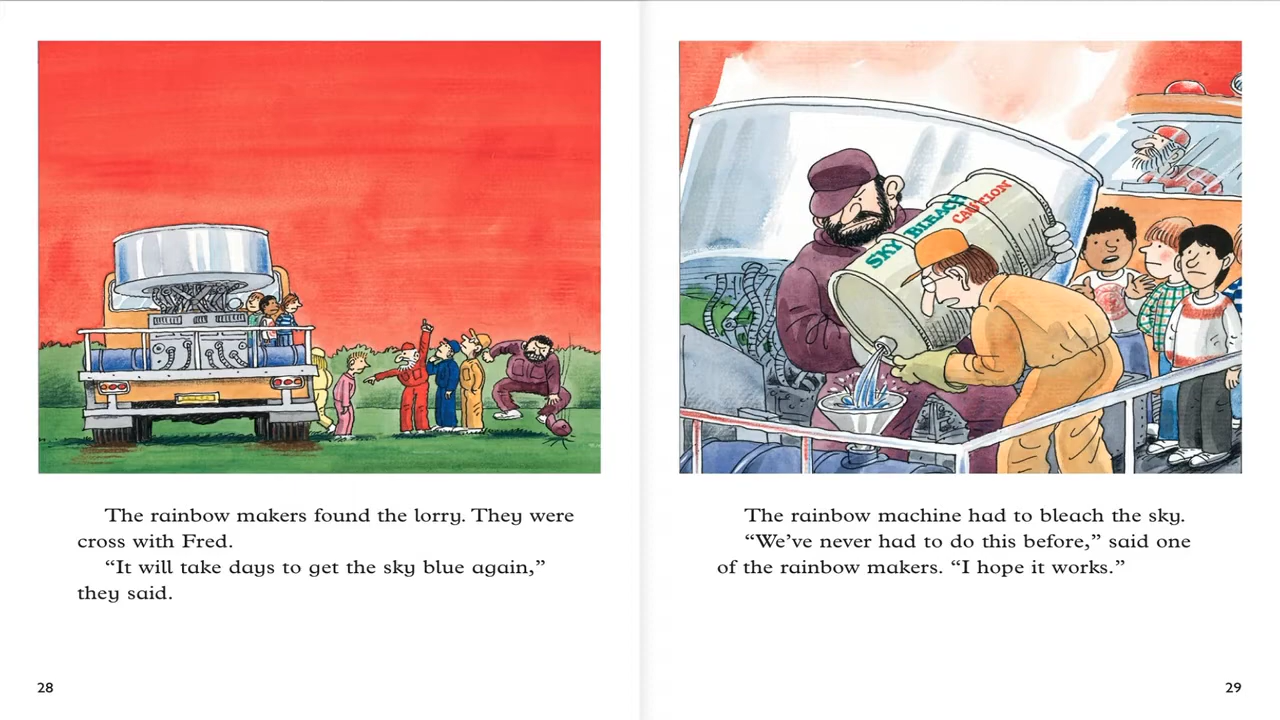 SKY BLEACH
CAUTION
The rainbow makers found the lorry. They were
cross with Fred.
“It will take days to get the sky blue again,”
they said.
28
The rainbow machine had to bleach the sky.
“We’ve never had to do this before,” said one
of the rainbow makers. “I hope it works.”
29